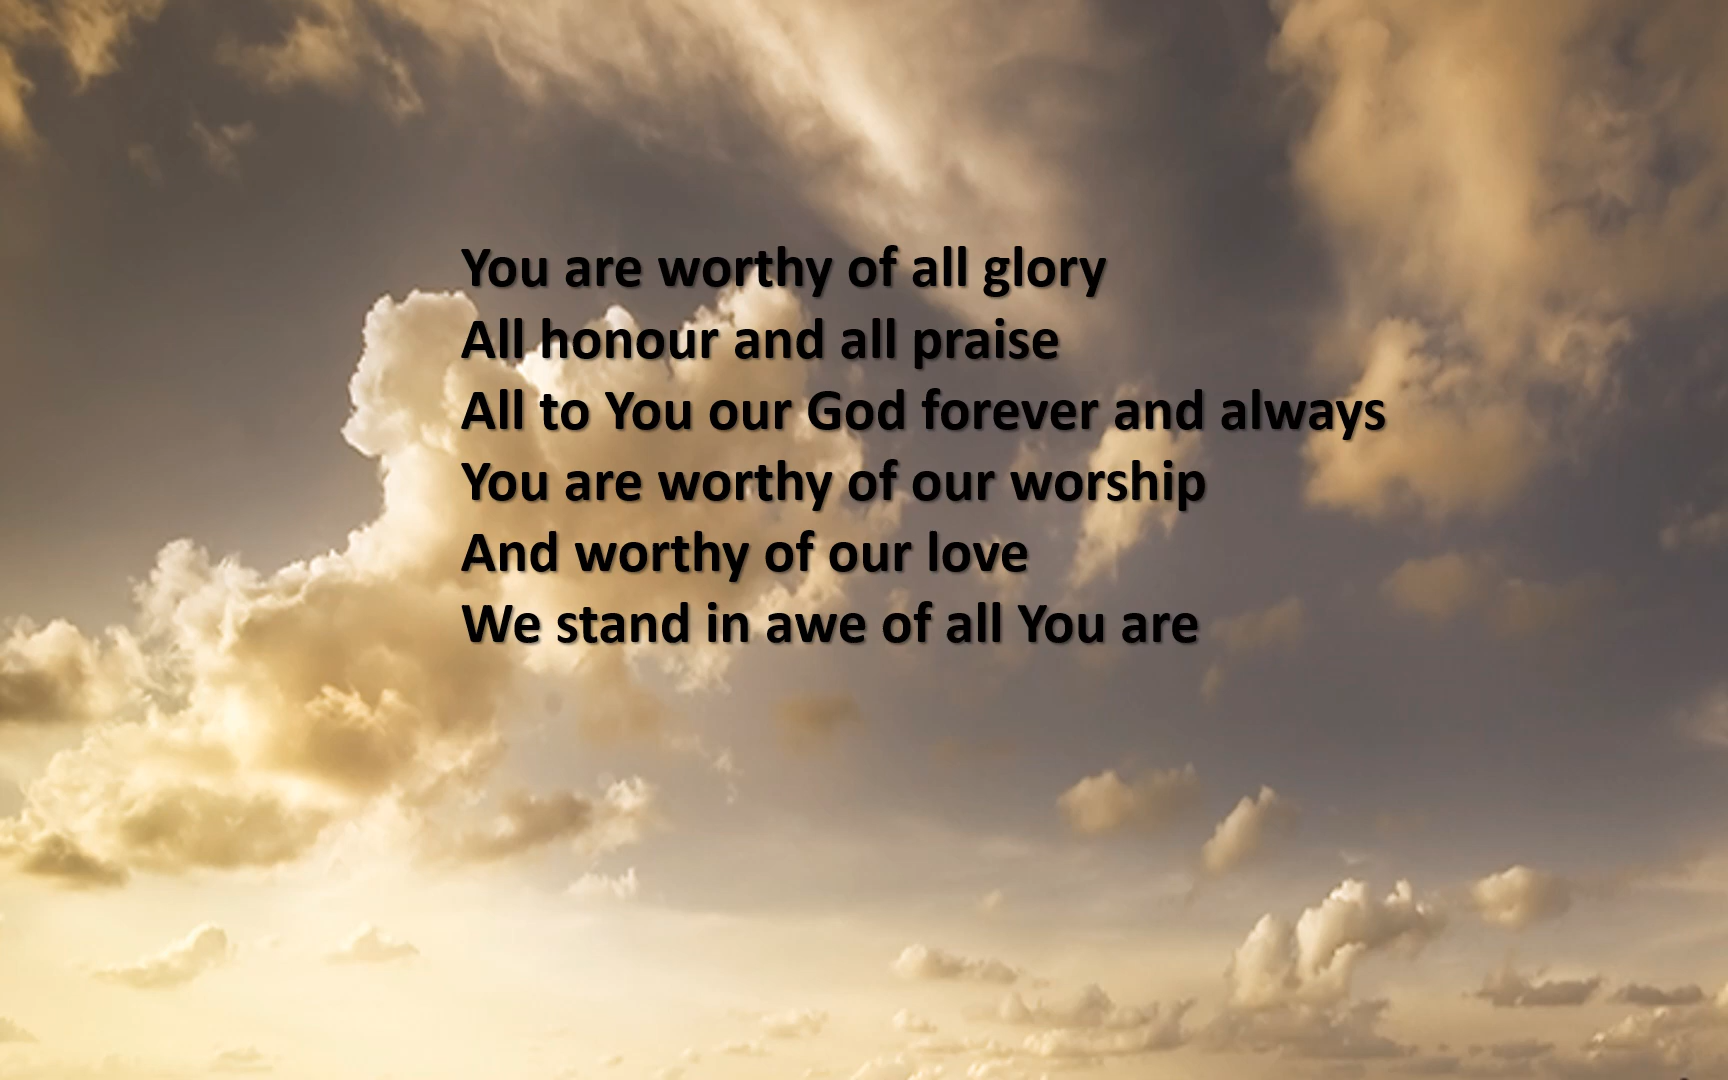 You are worthy of all glory
All honour and all praise
All to You our God forever and always
You are worthy of our worship
And worthy of our love
We stand in awe of all You are